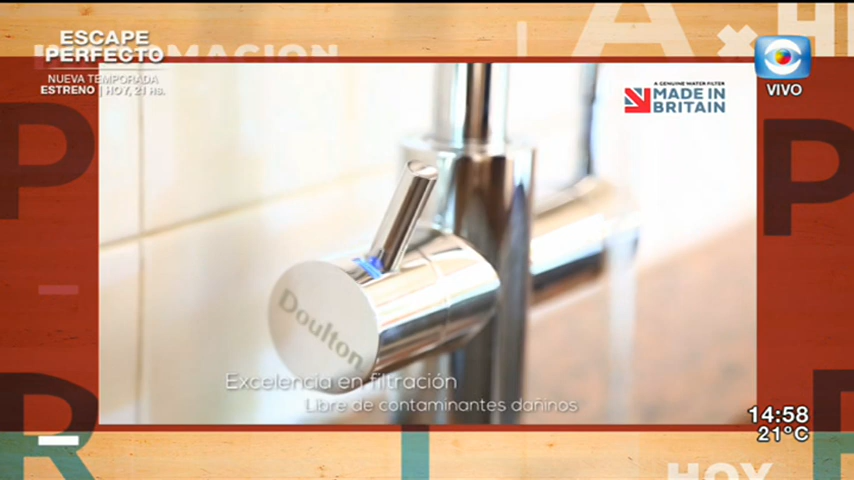 ESCAPE
PERFECTO
NUEVA TEMPORADA
ESTRENO | HOY, 21 HS.
A GENUINE WATER FILTER
MADE IN
BRITAIN
VIVO
Doulton
Excelencia en filtración
Libre de contaminantes dañinos
14:58
21°C
HOY